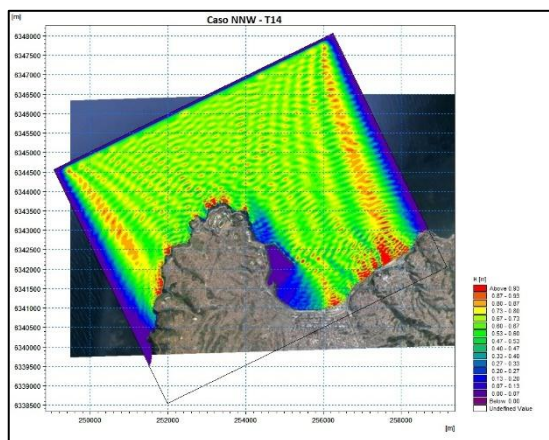 Caso NNW - T14
[m]
6348000
6347000
6346500
6345500
6345000
6344500
6344000
6343500
6343000
6342500
6342000
6341500
6341000
6340500
6340000
6339500
6339000
6338500
250000
252000
254000
256000
258000
[m]
H [m]
Above 0.93
0.87 - 0.93
0.80 - 0.87
0.73 - 0.80
0.67 - 0.73
0.60 - 0.67
0.53 - 0.60
0.47 - 0.53
0.40 - 0.47
0.33 - 0.40
0.27 - 0.33
0.20 - 0.27
0.13 - 0.20
0.07 - 0.13
0.00 - 0.07
Below 0.00
Undefined Value